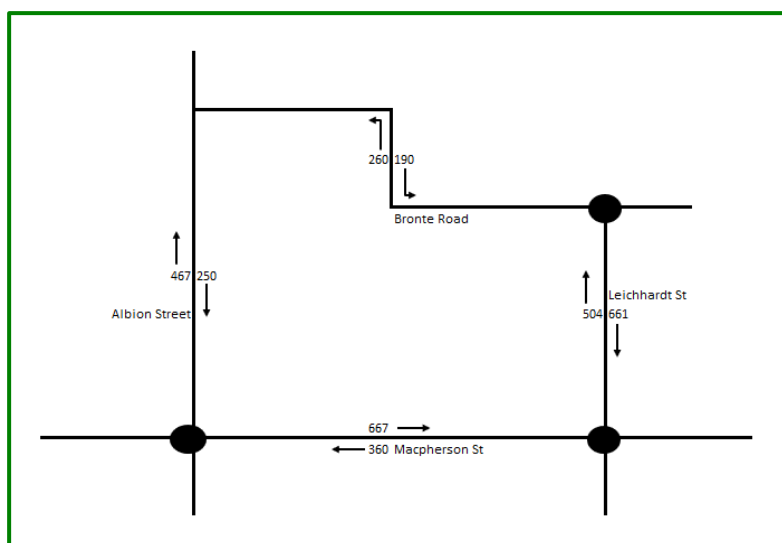 260 190
Bronte Road
467 250
Leichhardt St
Albion Street
504 661
667
360 Macpherson St